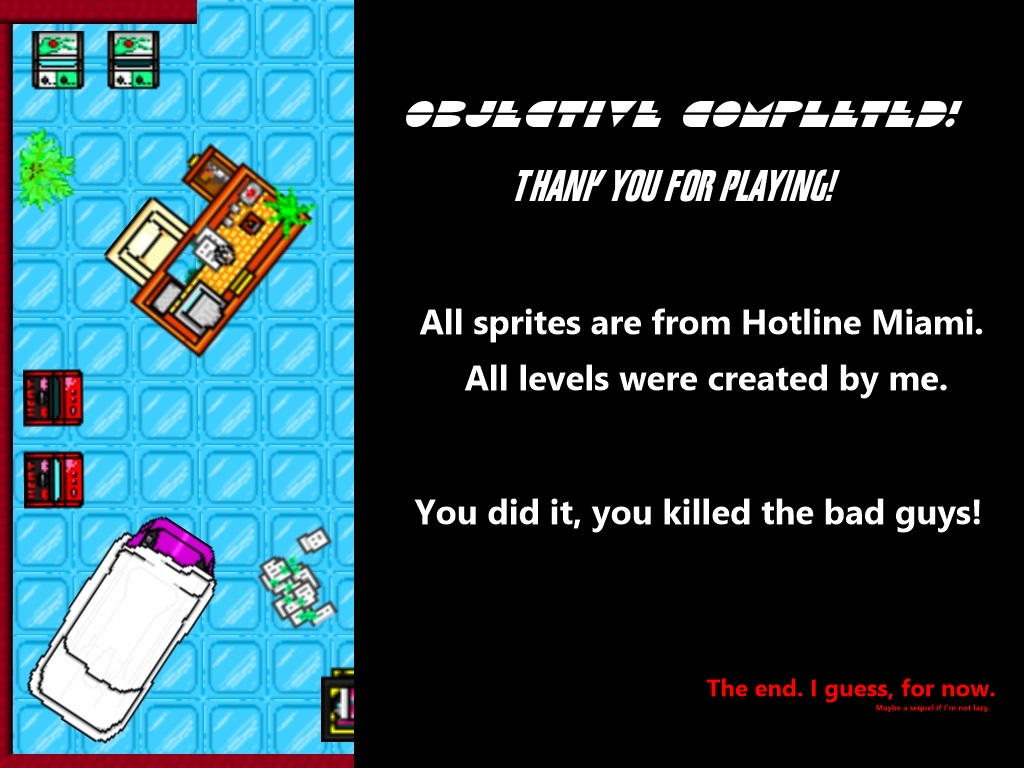 OBJECTIVE COMPLETED!
THANK YOU FOR PLAYING!
All sprites are from Hotline Miami.
All levels were created by me.
You did it, you killed the bad guys!
The end. I guess, for now.
Maybe a sequel if I'm not lazy.